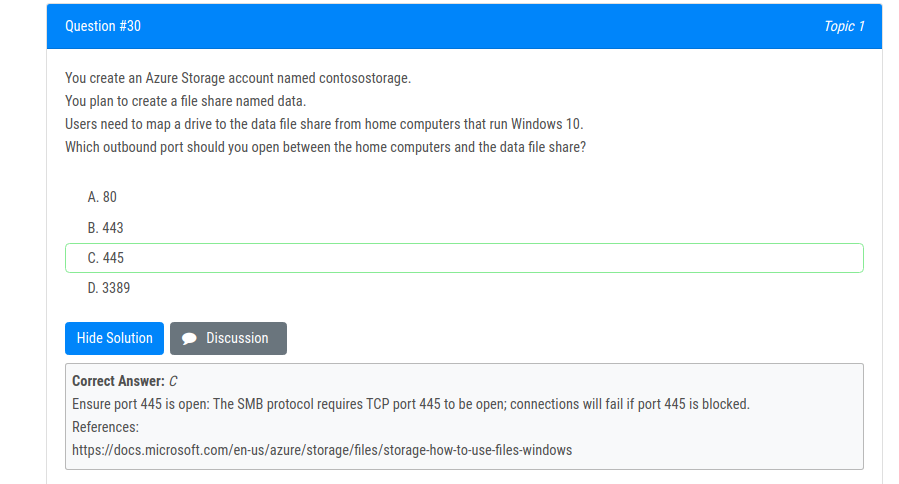 Question #30
Topic 1
You create an Azure Storage account named contosostorage.
You plan to create a file share named data.
Users need to map a drive to the data file share from home computers that run Windows 10.
Which outbound port should you open between the home computers and the data file share?
A. 80
B. 443
C. 445
D. 3389
Hide Solution
Discussion
Correct Answer: C
Ensure port 445 is open: The SMB protocol requires TCP port 445 to be open; connections will fail if port 445 is blocked.
References:
https://docs.microsoft.com/en-us/azure/storage/files/storage-how-to-use-files-windows